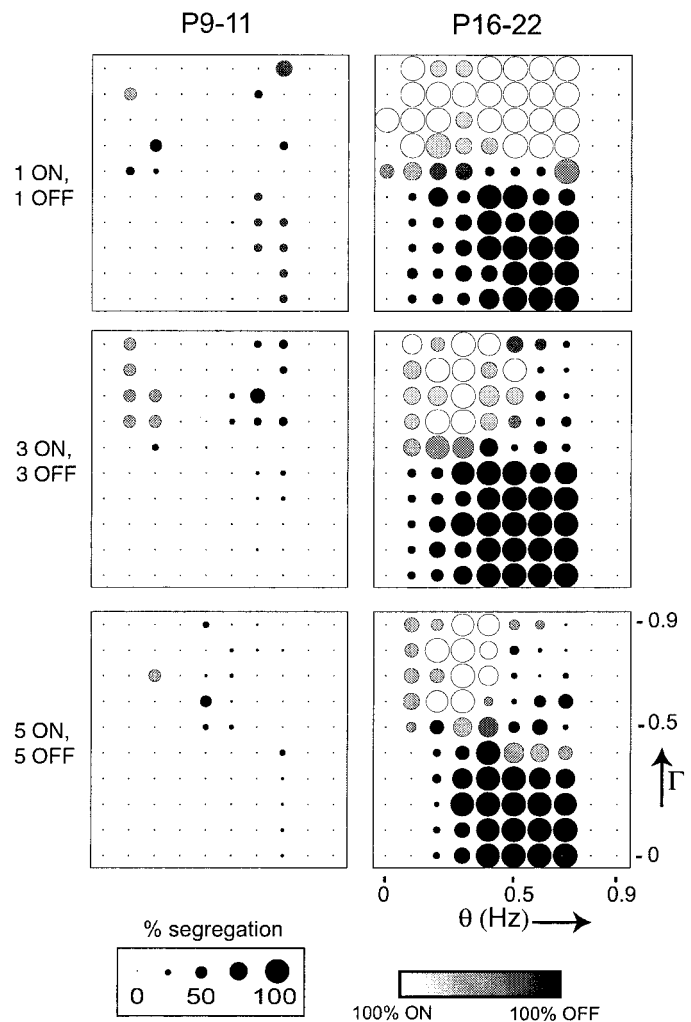 P9-11 P16-22
1 ON,
1 OFF
3 ON,
3 OFF
5 ON,
5 OFF
- 0.9
- 0.5
Γ
- 0
0 0.5 0.9
θ (Hz)
% segregation
0 50 100
100% ON 100% OFF